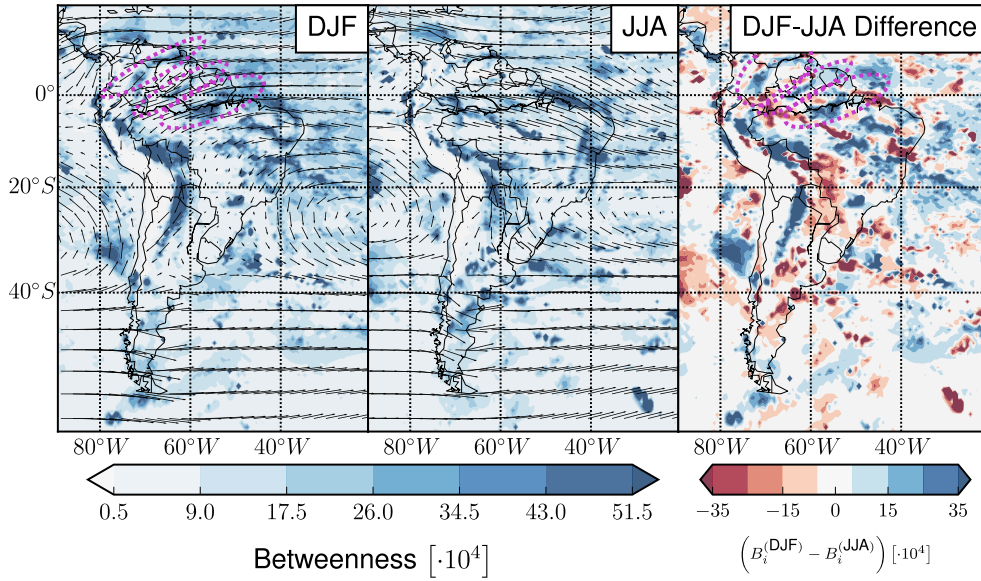 DJF
JJA
DJF-JJA Difference
0°
20°S
40°S
80°W 60°W 40°W
80°W 60°W 40°W
80°W 60°W 40°W
0.5 9.0 17.5 26.0 34.5 43.0 51.5
−35 −15 0 15 35
Betweenness [·10⁴]
(B_i^(DJF) − B_i^(JJA)) [·10⁴]